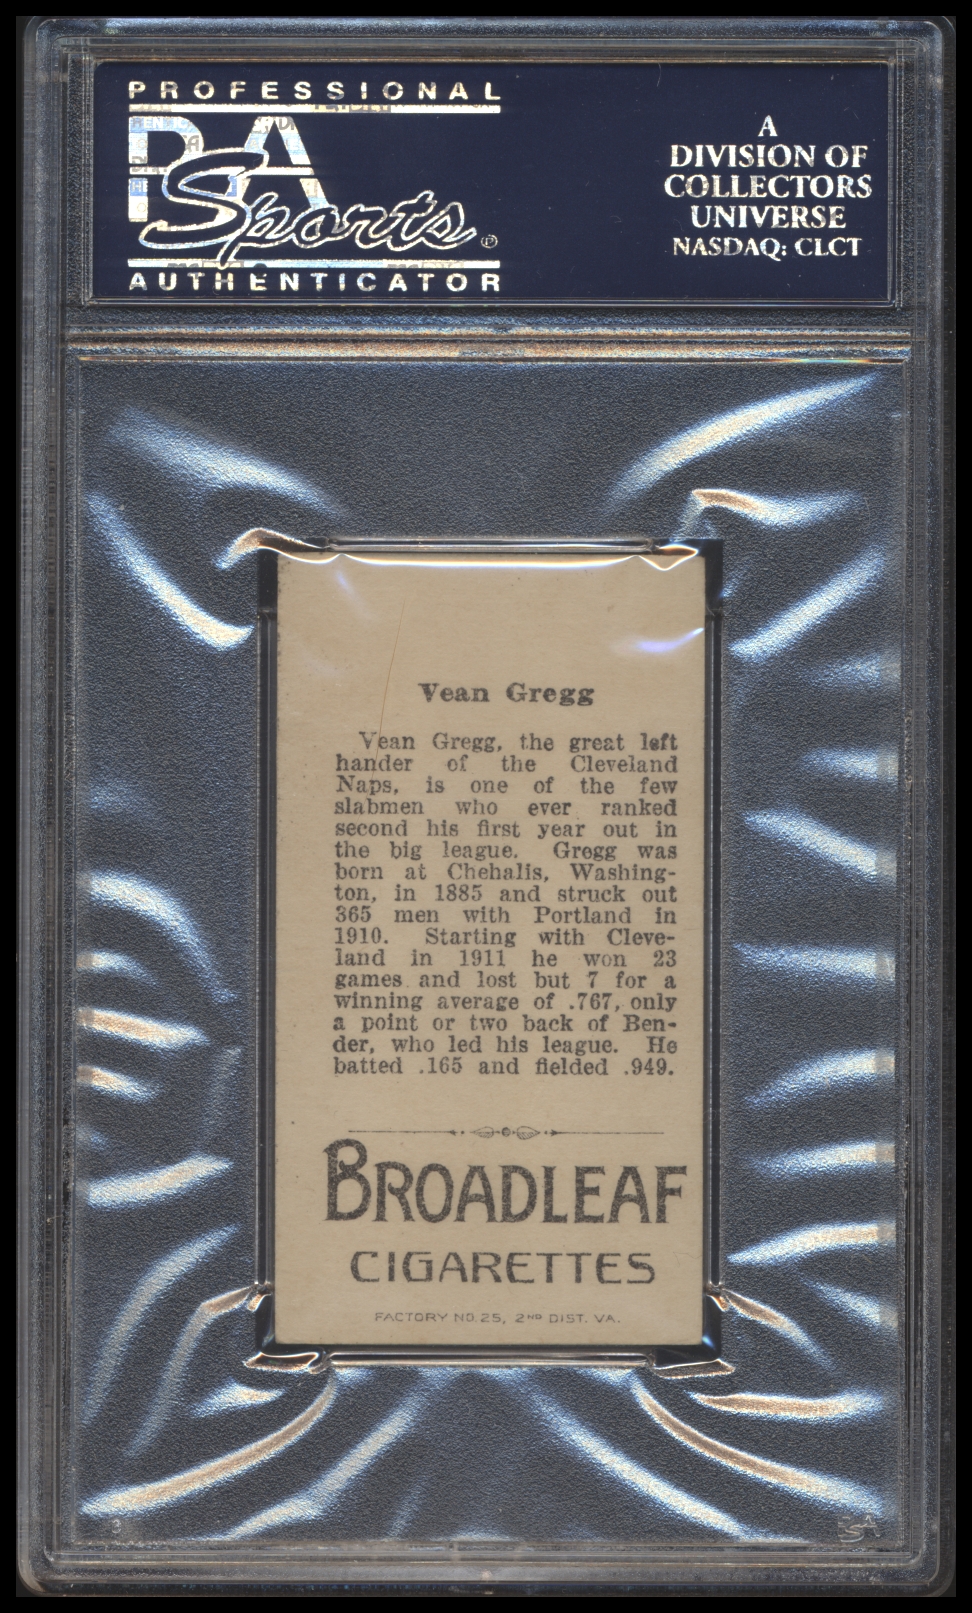 PROFESSIONAL
PSA
Sports
AUTHENTICATOR
A
DIVISION OF
COLLECTORS
UNIVERSE
NASDAQ: CLCT
Vean Gregg
Vean Gregg, the great left
hander of the Cleveland
Naps, is one of the few
slabmen who ever ranked
second his first year out in
the big league. Gregg was
born at Chehalis, Washing-
ton, in 1885 and struck out
365 men with Portland in
1910. Starting with Cleve-
land in 1911 he won 23
games and lost but 7 for a
winning average of .767, only
a point or two back of Ben-
der, who led his league. He
batted .165 and fielded .949.
BROADLEAF
CIGARETTES
FACTORY NO. 25, 2ND DIST. VA.
3
PSA